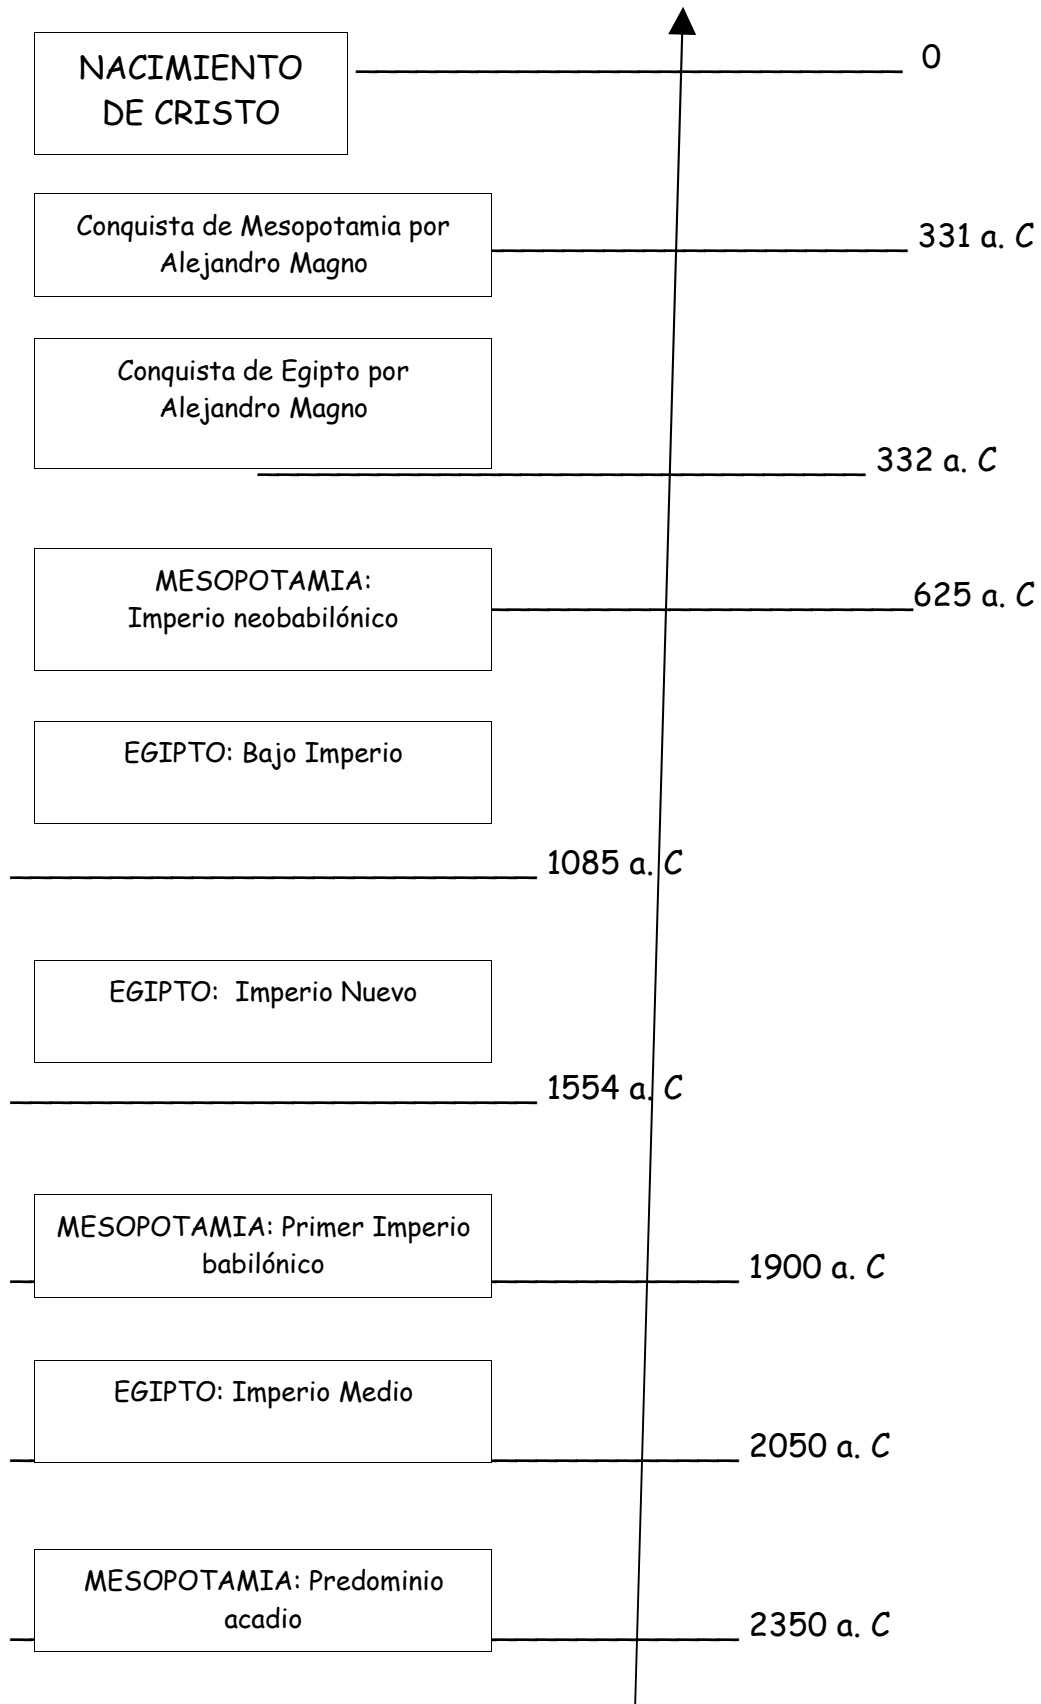 NACIMIENTO
DE CRISTO
0
Conquista de Mesopotamia por
Alejandro Magno
331 a. C
Conquista de Egipto por
Alejandro Magno
332 a. C
MESOPOTAMIA:
Imperio neobabilónico
625 a. C
EGIPTO: Bajo Imperio
1085 a. C
EGIPTO:  Imperio Nuevo
1554 a. C
MESOPOTAMIA: Primer Imperio
babilónico
1900 a. C
EGIPTO: Imperio Medio
2050 a. C
MESOPOTAMIA: Predominio
acadio
2350 a. C